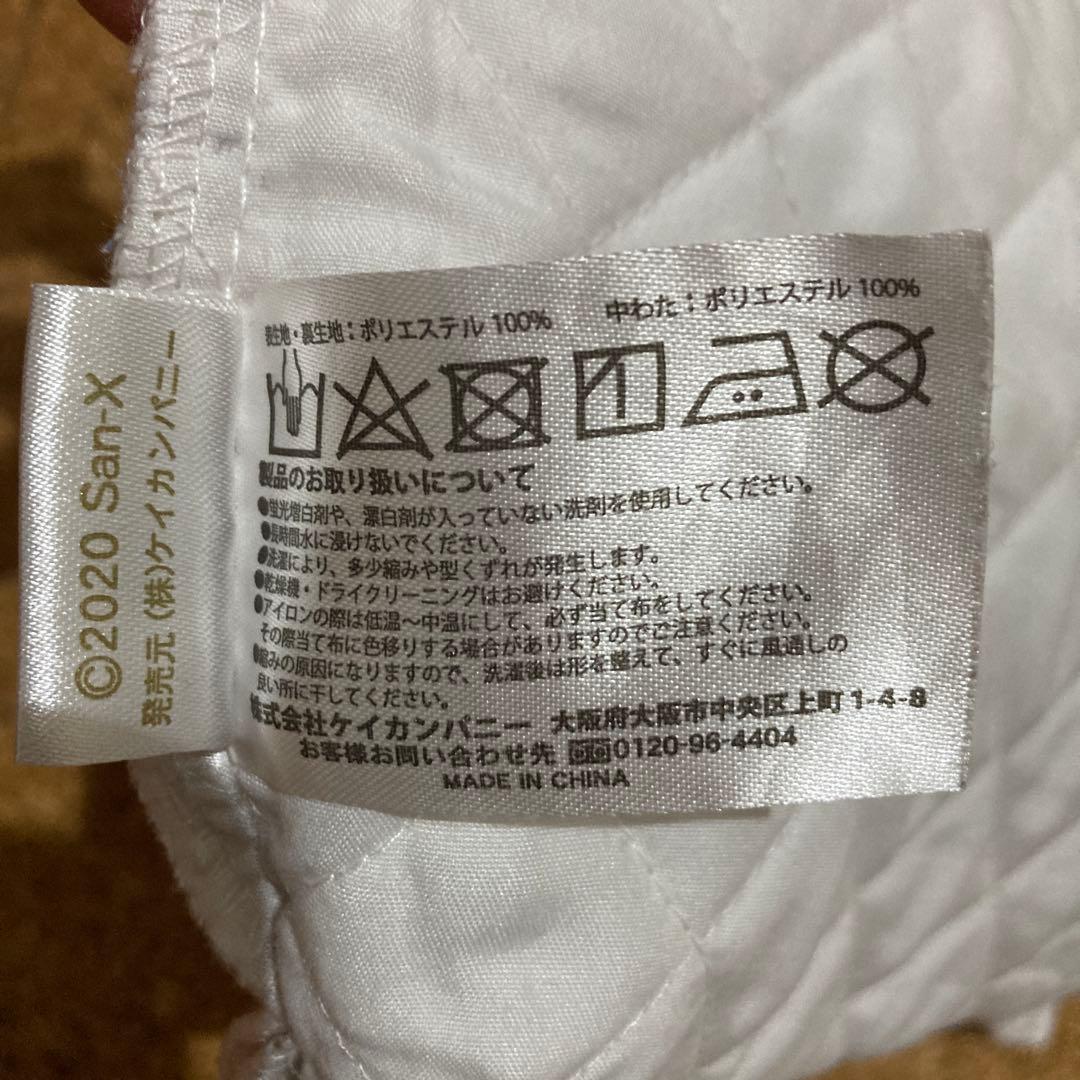 ©2020 San-X
発売元 (株)ケイカンパニー
表生地・裏生地：ポリエステル 100%
中わた：ポリエステル 100%
製品のお取り扱いについて
●蛍光増白剤や、漂白剤が入っていない洗剤を使用してください。
●長時間水に浸けないでください。
●洗濯により、多少縮みや型くずれが発生します。
●乾燥機・ドライクリーニングはお避けください。
●アイロンの際は低温～中温にして、必ず当て布をしてください。
その際当て布に色移りする場合がありますのでご注意ください。
●縮みの原因になりますので、洗濯後は形を整えて、すぐに風通しの
良い所に干してください。
株式会社ケイカンパニー 大阪府大阪市中央区上町1-4-8
お客様お問い合わせ先 0120-96-4404
MADE IN CHINA